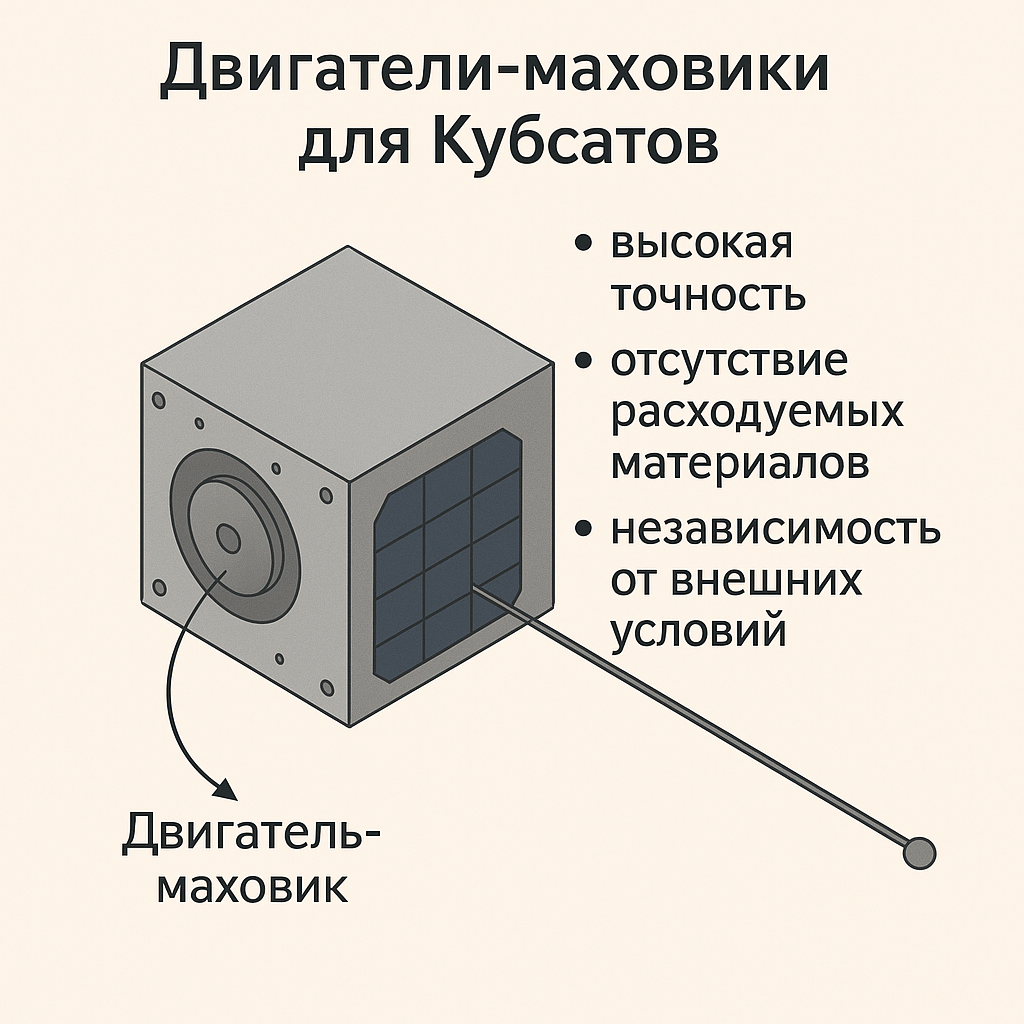 Двигатели-маховики
для Кубсатов
• высокая
точность
• отсутствие
расходуемых
материалов
• независимость
от внешних
условий
Двигатель-
маховик